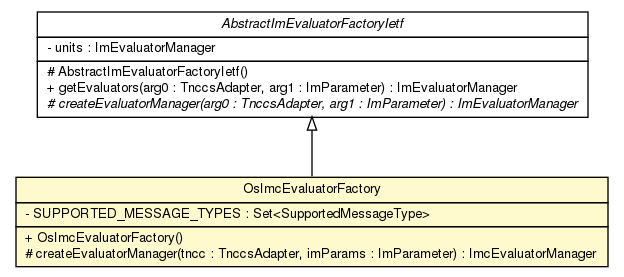 AbstractImEvaluatorFactoryIetf
- units : ImEvaluatorManager
# AbstractImEvaluatorFactoryIetf()
+ getEvaluators(arg0 : TnccsAdapter, arg1 : ImParameter) : ImEvaluatorManager
# createEvaluatorManager(arg0 : TnccsAdapter, arg1 : ImParameter) : ImEvaluatorManager
OsImcEvaluatorFactory
- SUPPORTED_MESSAGE_TYPES : Set<SupportedMessageType>
+ OsImcEvaluatorFactory()
# createEvaluatorManager(tncc : TnccsAdapter, imParams : ImParameter) : ImcEvaluatorManager